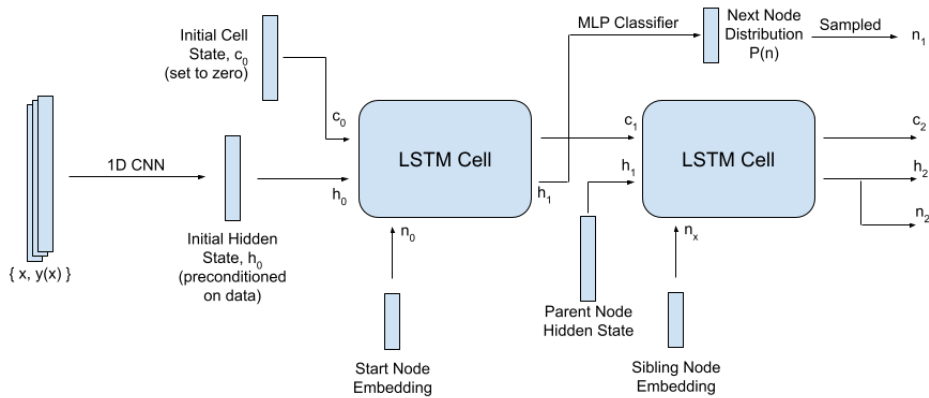 Initial Cell
State, c0
(set to zero)
MLP Classifier
Next Node
Distribution
P(n)
Sampled
n1
c0
c1
c2
LSTM Cell
LSTM Cell
1D CNN
h0
h1
h1
h2
n2
{ x, y(x) }
Initial Hidden
State, h0
(preconditioned
on data)
n0
nx
Parent Node
Hidden State
Start Node
Embedding
Sibling Node
Embedding